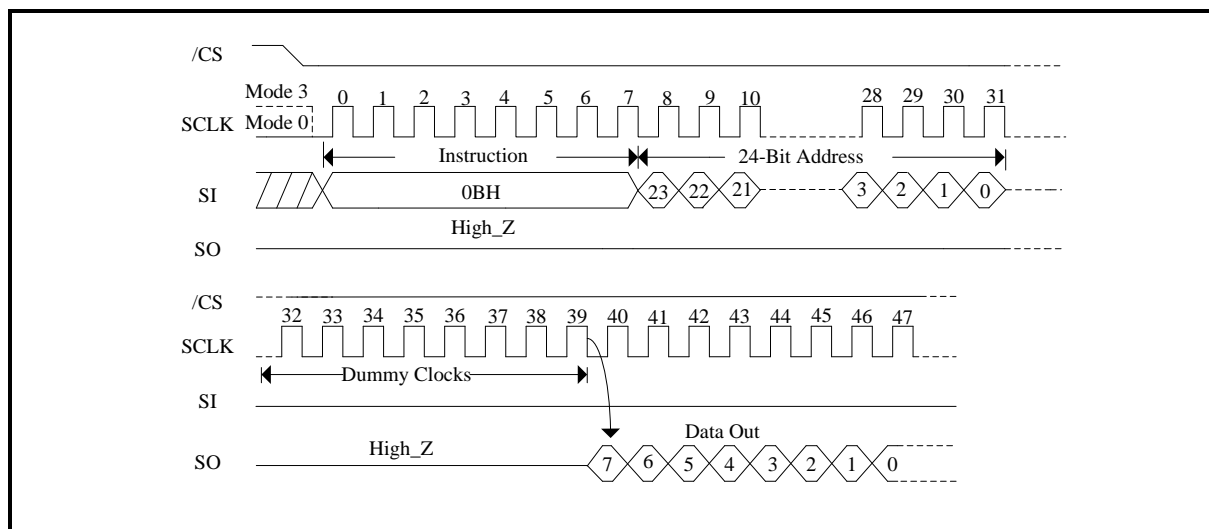 /CS
Mode 3
0 1 2 3 4 5 6 7 8 9 10 28 29 30 31
SCLK Mode 0
Instruction 24-Bit Address
SI 0BH 23 22 21 3 2 1 0
High_Z
SO
/CS
32 33 34 35 36 37 38 39 40 41 42 43 44 45 46 47
SCLK
Dummy Clocks
SI
High_Z Data Out
SO 7 6 5 4 3 2 1 0